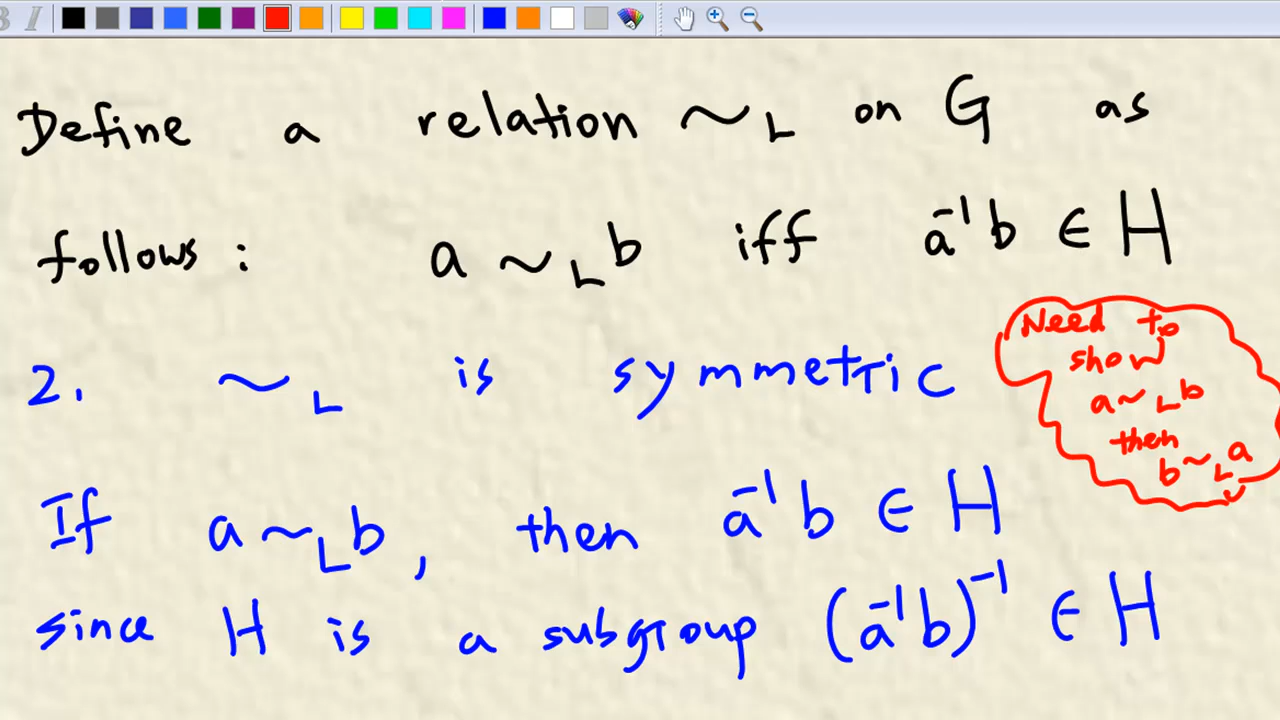 Define a relation ~L on G as
follows: a ~L b iff a⁻¹b ∈ H
2. ~L is symmetric
Need to
show
a ~L b
then
b ~L a
If a ~L b, then a⁻¹b ∈ H
since H is a subgroup (a⁻¹b)⁻¹ ∈ H